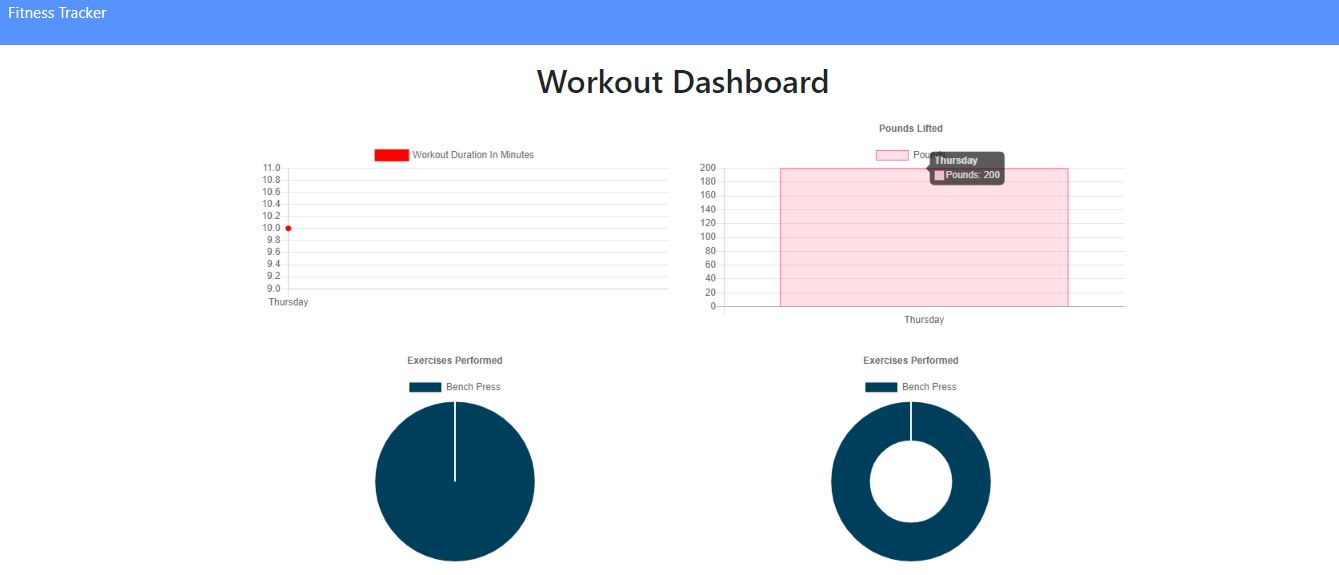 Fitness Tracker
Workout Dashboard
Workout Duration In Minutes
11.0
10.8
10.6
10.4
10.2
10.0
9.8
9.6
9.4
9.2
9.0
Thursday
Pounds Lifted
Pounds
Thursday
Pounds: 200
200
180
160
140
120
100
80
60
40
20
0
Thursday
Exercises Performed
Bench Press
Exercises Performed
Bench Press